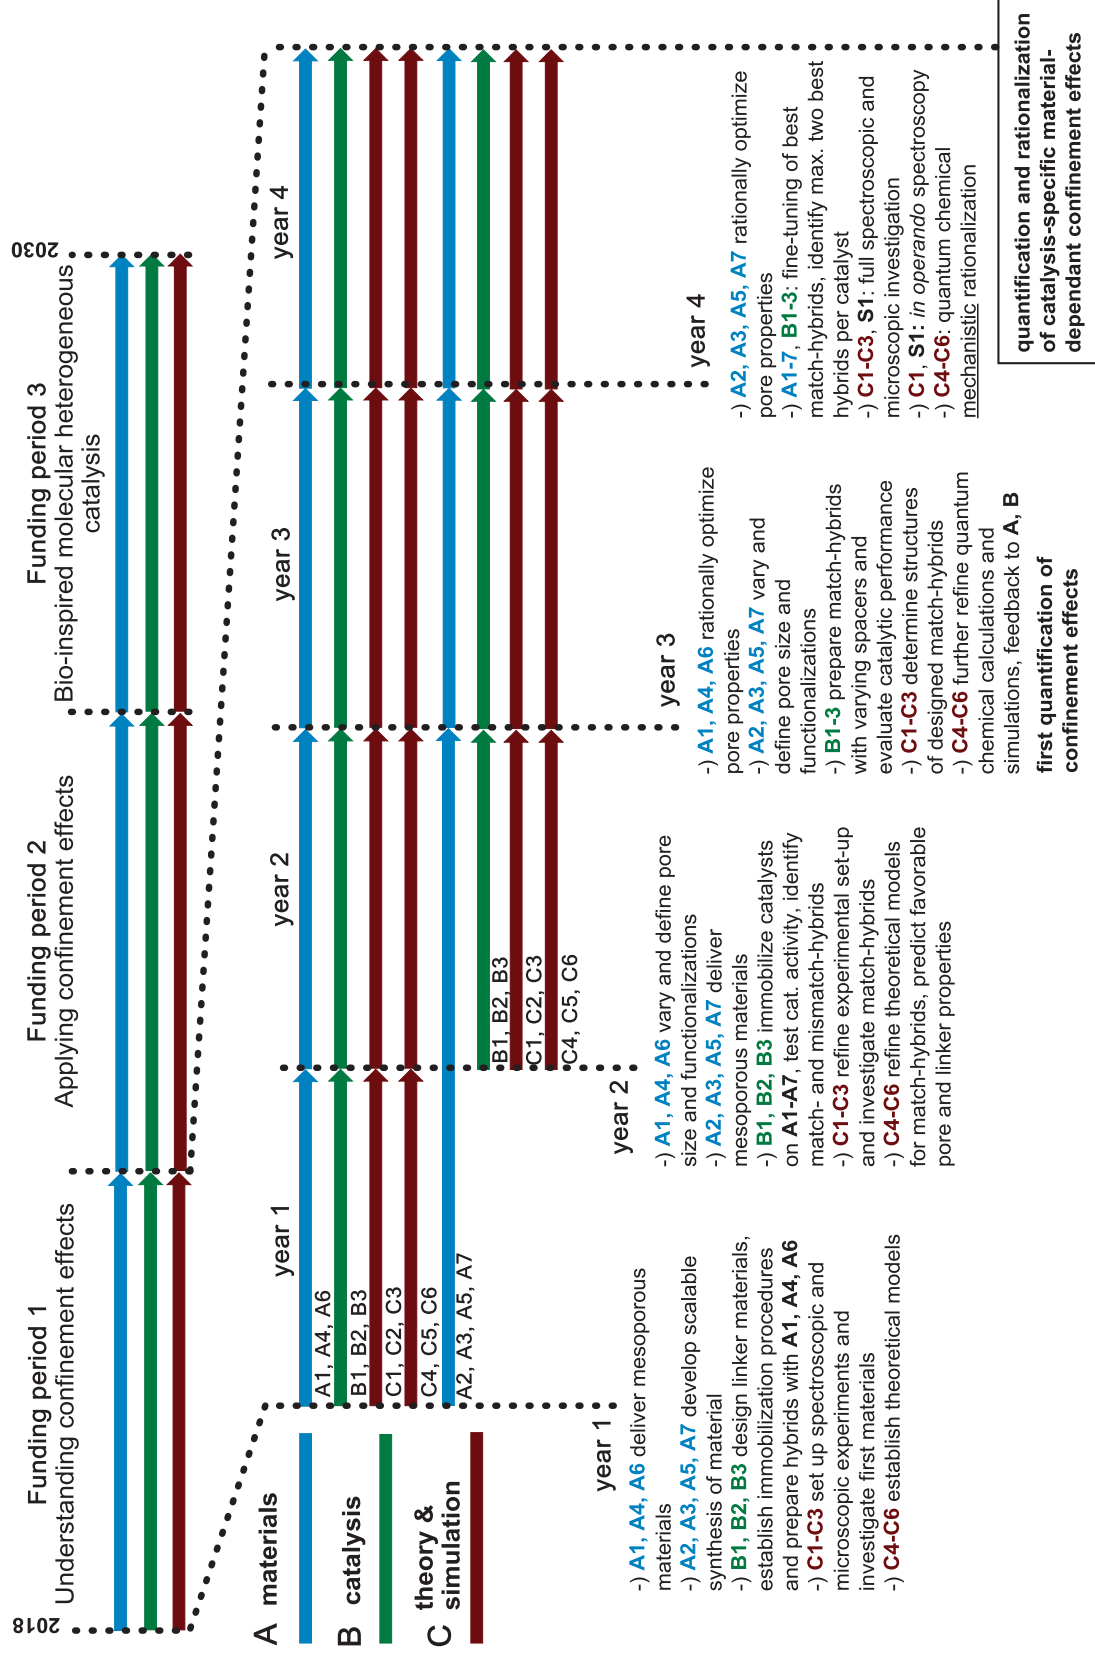 Funding period 1
Understanding confinement effects
Funding period 2
Applying confinement effects
Funding period 3
Bio-inspired molecular heterogeneous
catalysis
2018
2030
A materials
B catalysis
C theory &
simulation
year 1
year 2
year 3
year 4
A1, A4, A6
B1, B2, B3
C1, C2, C3
C4, C5, C6
A2, A3, A5, A7
B1, B2, B3
C1, C2, C3
C4, C5, C6
year 1
-) A1, A4, A6 deliver mesoporous
materials
-) A2, A3, A5, A7 develop scalable
synthesis of material
-) B1, B2, B3 design linker materials,
establish immobilization procedures
and prepare hybrids with A1, A4, A6
-) C1-C3 set up spectroscopic and
microscopic experiments and
investigate first materials
-) C4-C6 establish theoretical models
year 2
-) A1, A4, A6 vary and define pore
size and functionalizations
-) A2, A3, A5, A7 deliver
mesoporous materials
-) B1, B2, B3 immobilize catalysts
on A1-A7, test cat. activity, identify
match- and mismatch-hybrids
-) C1-C3 refine experimental set-up
and investigate match-hybrids
-) C4-C6 refine theoretical models
for match-hybrids, predict favorable
pore and linker properties
year 3
-) A1, A4, A6 rationally optimize
pore properties
-) A2, A3, A5, A7 vary and
define pore size and
functionalizations
-) B1-3 prepare match-hybrids
with varying spacers and
evaluate catalytic performance
-) C1-C3 determine structures
of designed match-hybrids
-) C4-C6 further refine quantum
chemical calculations and
simulations, feedback to A, B
first quantification of
confinement effects
year 4
-) A2, A3, A5, A7 rationally optimize
pore properties
-) A1-7, B1-3: fine-tuning of best
match-hybrids, identify max. two best
hybrids per catalyst
-) C1-C3, S1: full spectroscopic and
microscopic investigation
-) C1, S1: in operando spectroscopy
-) C4-C6: quantum chemical
mechanistic rationalization
quantification and rationalization
of catalysis-specific material-
dependant confinement effects